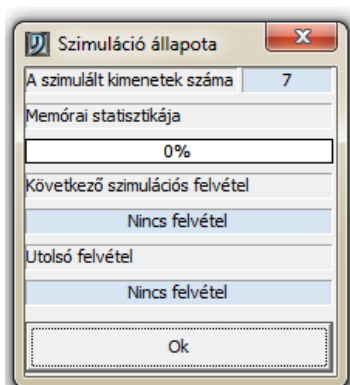 Szimuláció állapota
A szimulált kimenetek száma 7
Memórai statisztikája
0%
Következő szimulációs felvétel
Nincs felvétel
Utolsó felvétel
Nincs felvétel
Ok